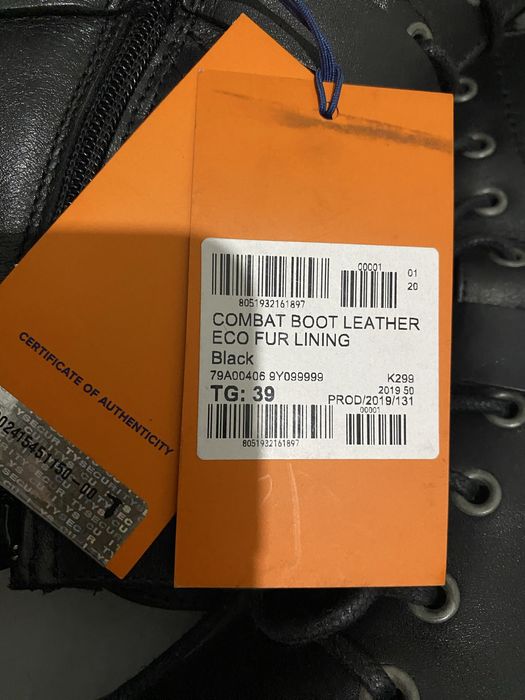 00001
01
20
8051932161897
COMBAT BOOT LEATHER
ECO FUR LINING
Black
79A00406 9Y099999 K299
2019 50
TG: 39 PROD/2019/131
00001
8051932161897
CERTIFICATE OF AUTHENTICITY